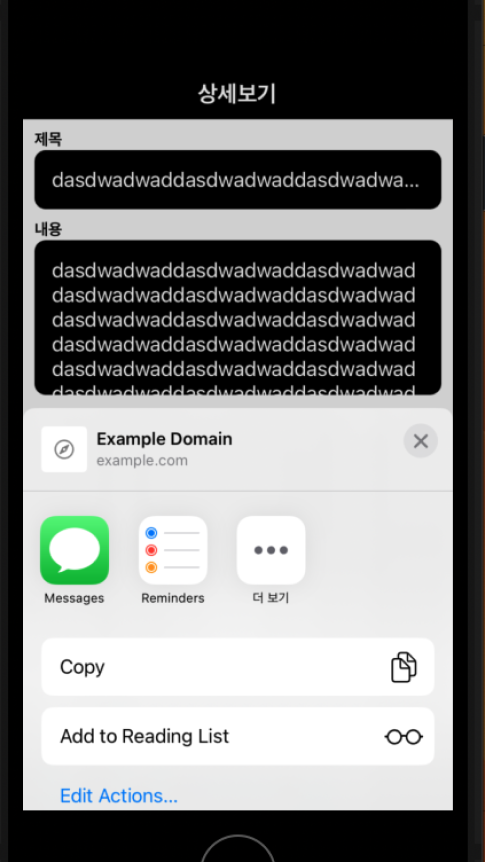 상세보기
제목
dasdwadwaddasdwadwaddasdwadwa...
내용
dasdwadwaddasdwadwaddasdwadwad
dasdwadwaddasdwadwaddasdwadwad
dasdwadwaddasdwadwaddasdwadwad
dasdwadwaddasdwadwaddasdwadwad
dasdwadwaddasdwadwaddasdwadwad
dasdwadwaddasdwadwaddasdwadwad
Example Domain
example.com
Messages
Reminders
더 보기
Copy
Add to Reading List
Edit Actions...